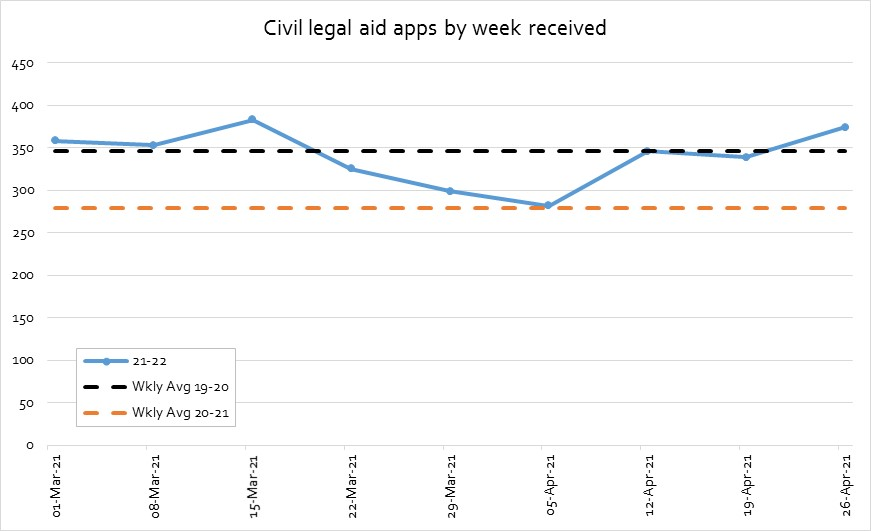 Civil legal aid apps by week received
450
400
350
300
250
200
150
100
50
0
21-22
Wkly Avg 19-20
Wkly Avg 20-21
01-Mar-21
08-Mar-21
15-Mar-21
22-Mar-21
29-Mar-21
05-Apr-21
12-Apr-21
19-Apr-21
26-Apr-21